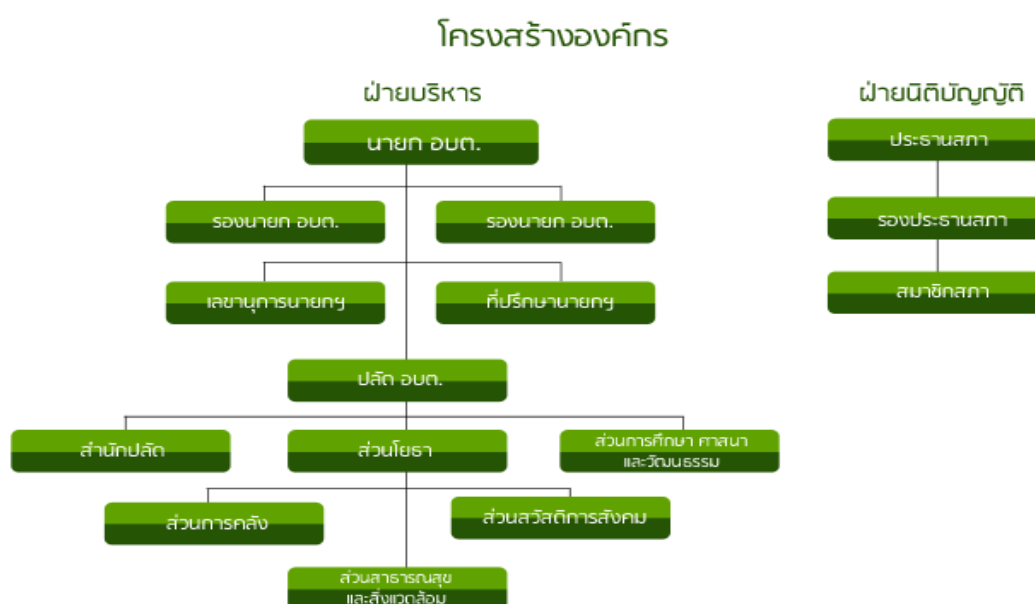 โครงสร้างองค์กร
ฝ่ายบริหาร
นายก อบต.
รองนายก อบต.
รองนายก อบต.
เลขานุการนายกฯ
ที่ปรึกษานายกฯ
ปลัด อบต.
สำนักปลัด
ส่วนโยธา
ส่วนการศึกษา ศาสนา
และวัฒนธรรม
ส่วนการคลัง
ส่วนสวัสดิการสังคม
ส่วนสาธารณสุข
และสิ่งแวดล้อม
ฝ่ายนิติบัญญัติ
ประธานสภา
รองประธานสภา
สมาชิกสภา